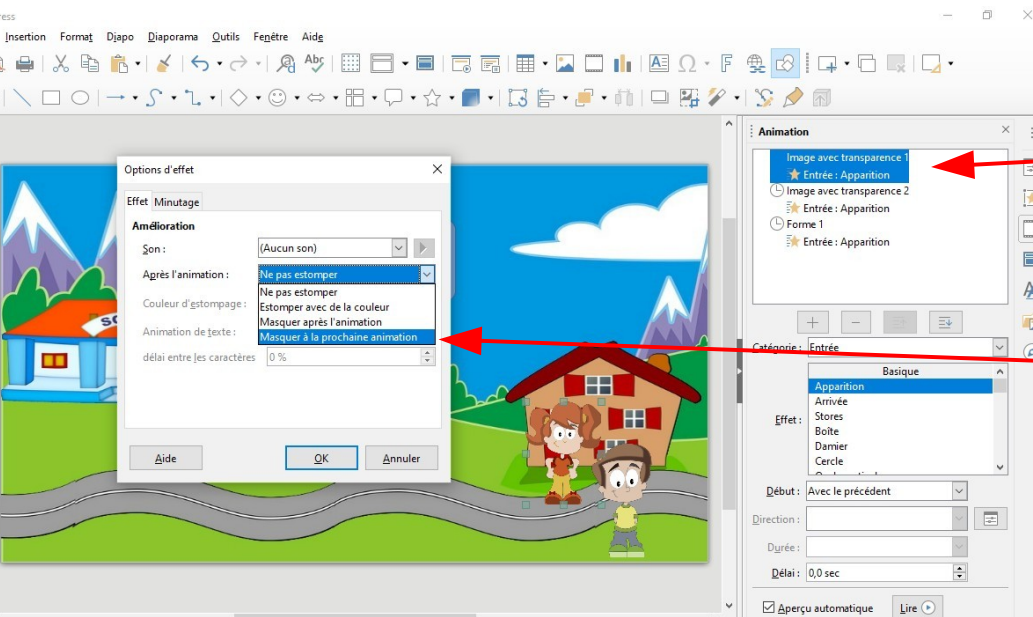 ress
Insertion Format Djapo Diaporama Outils Fenêtre Aide
Options d'effet
Effet Minutage
Amélioration
Son : (Aucun son)
Après l'animation : Ne pas estomper
Ne pas estomper
Estomper avec de la couleur
Masquer après l'animation
Masquer à la prochaine animation
Couleur d'estompage :
Animation de texte :
délai entre les caractères 0 %
Aide OK Annuler
SC
Animation
Image avec transparence 1
Entrée : Apparition
Image avec transparence 2
Entrée : Apparition
Forme 1
Entrée : Apparition
Catégorie : Entrée
Basique
Effet :
Apparition
Arrivée
Stores
Boîte
Damier
Cercle
Début : Avec le précédent
Direction :
Durée :
Délai : 0,0 sec
Aperçu automatique Lire